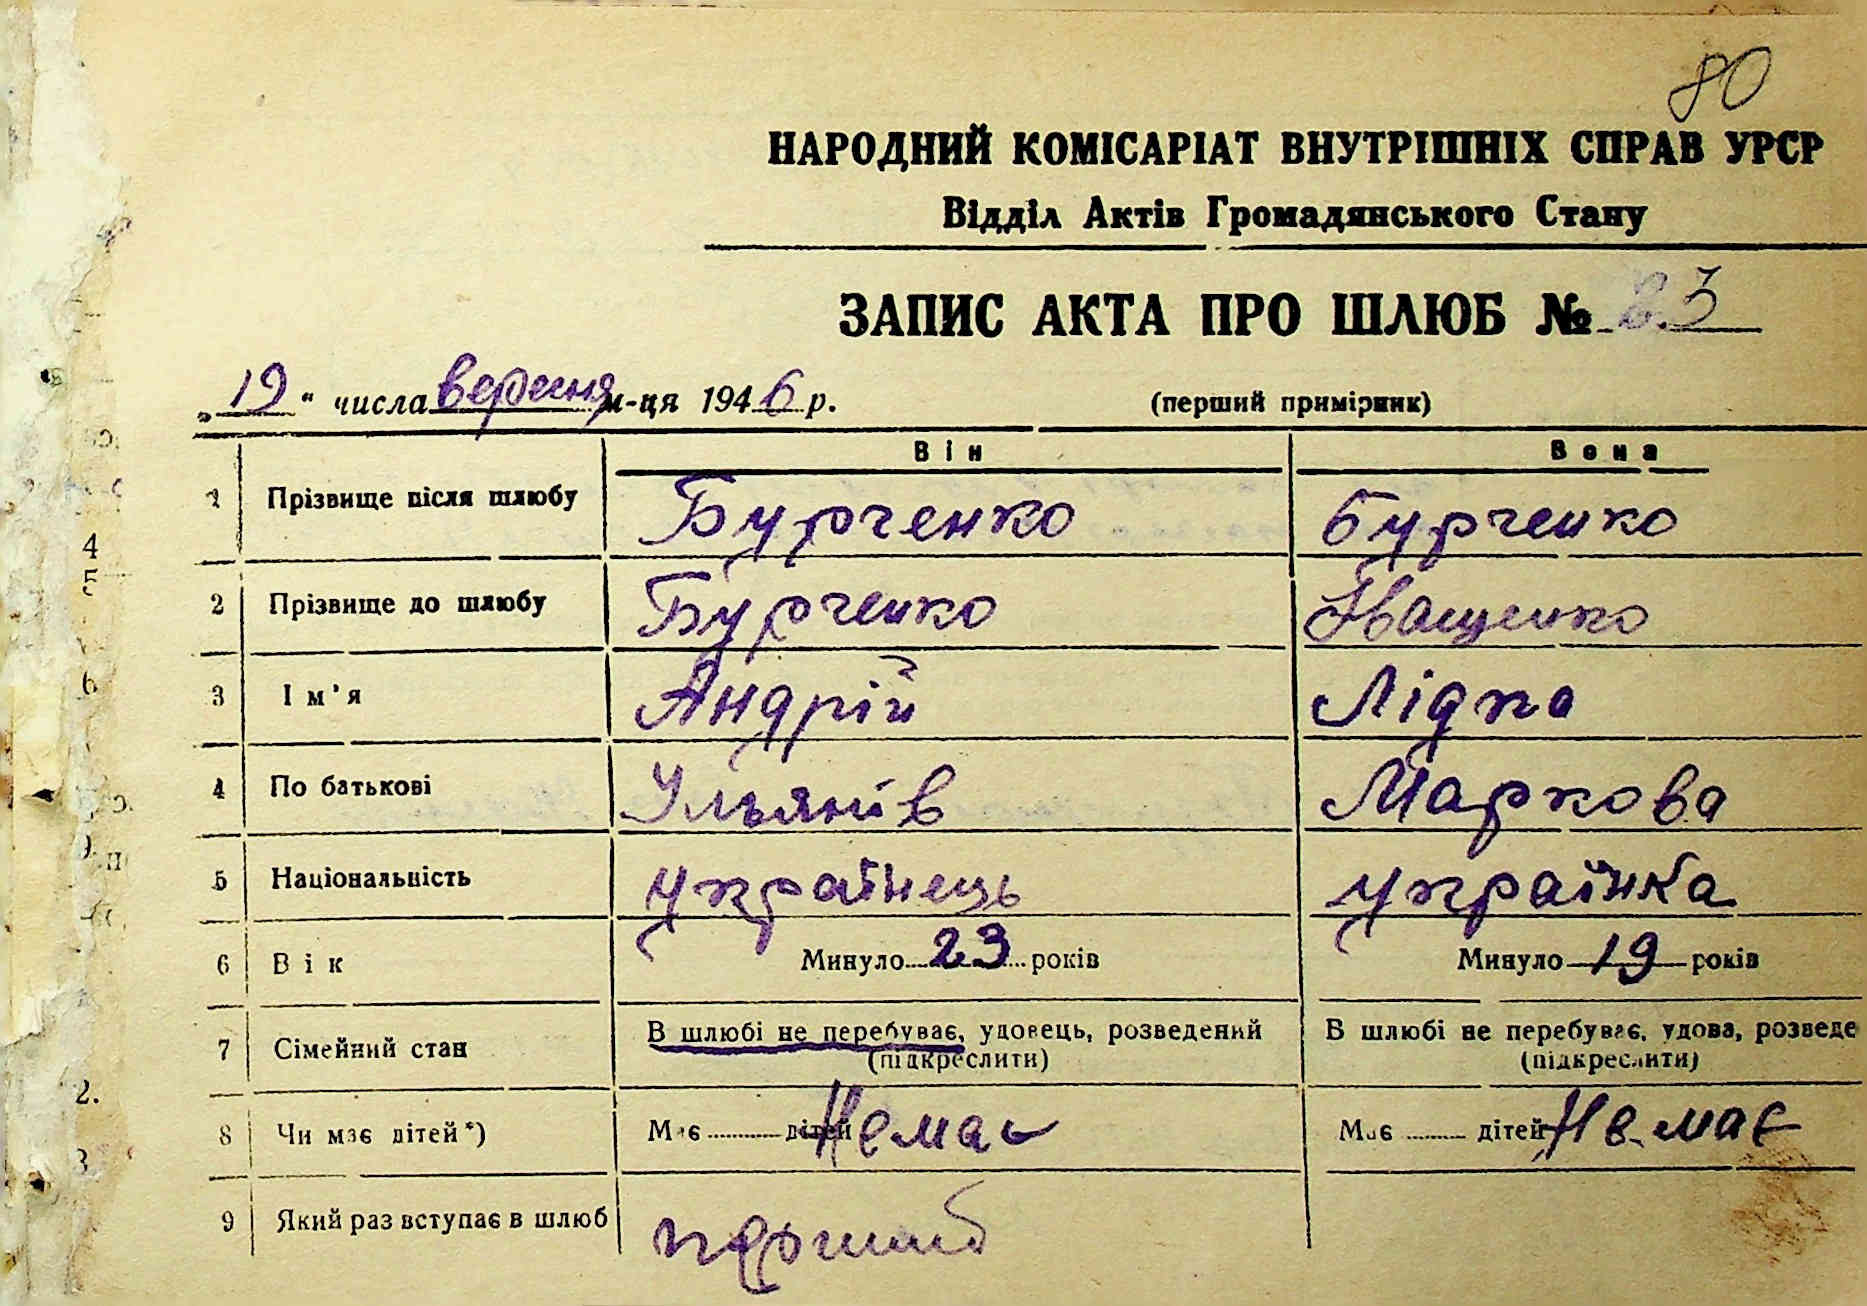 80
НАРОДНИЙ КОМІСАРІАТ ВНУТРІШНІХ СПРАВ УРСР
Відділ Актів Громадянського Стану
ЗАПИС АКТА ПРО ШЛЮБ № 23
„19“ числа вересня м-ця 1946 р. (перший примірник)
Він Вона
1 Прізвище після шлюбу Бурченко Бурченко
2 Прізвище до шлюбу Бурченко Іващенко
3 Ім'я Андрій Лідка
4 По батькові Ульянів Маркова
5 Національність українець українка
6 Вік Минуло 23 років Минуло 19 років
7 Сімейний стан В шлюбі не перебуває, удовець, розведений В шлюбі не перебуває, удова, розведе
(підкреслити) (підкреслити)
8 Чи має дітей*) Має дітей Немає Має дітей Немає
9 Який раз вступає в шлюб